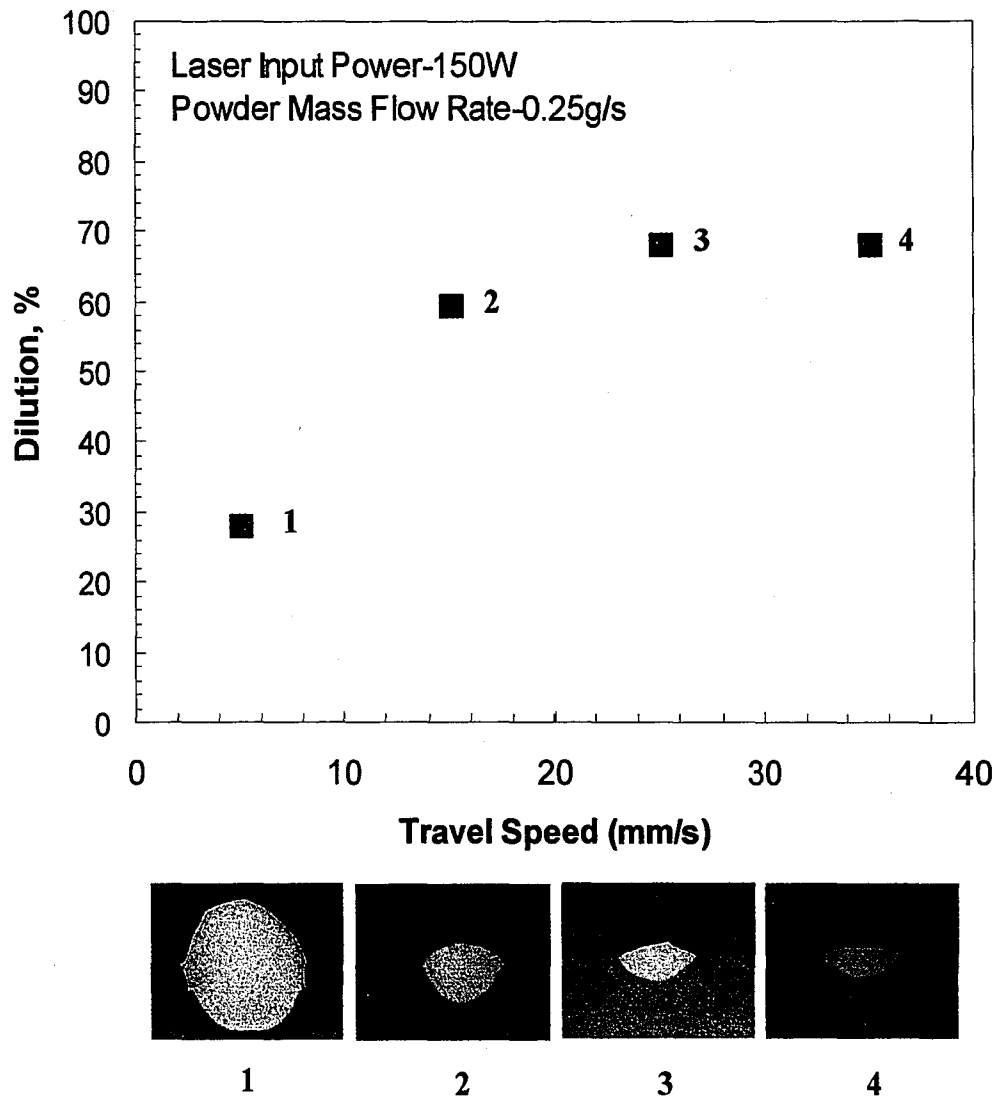 Laser Input Power-150W
Powder Mass Flow Rate-0.25g/s
100
90
80
70
60
50
40
30
20
10
0
Dilution, %
1
2
3
4
0 10 20 30 40
Travel Speed (mm/s)
1 2 3 4